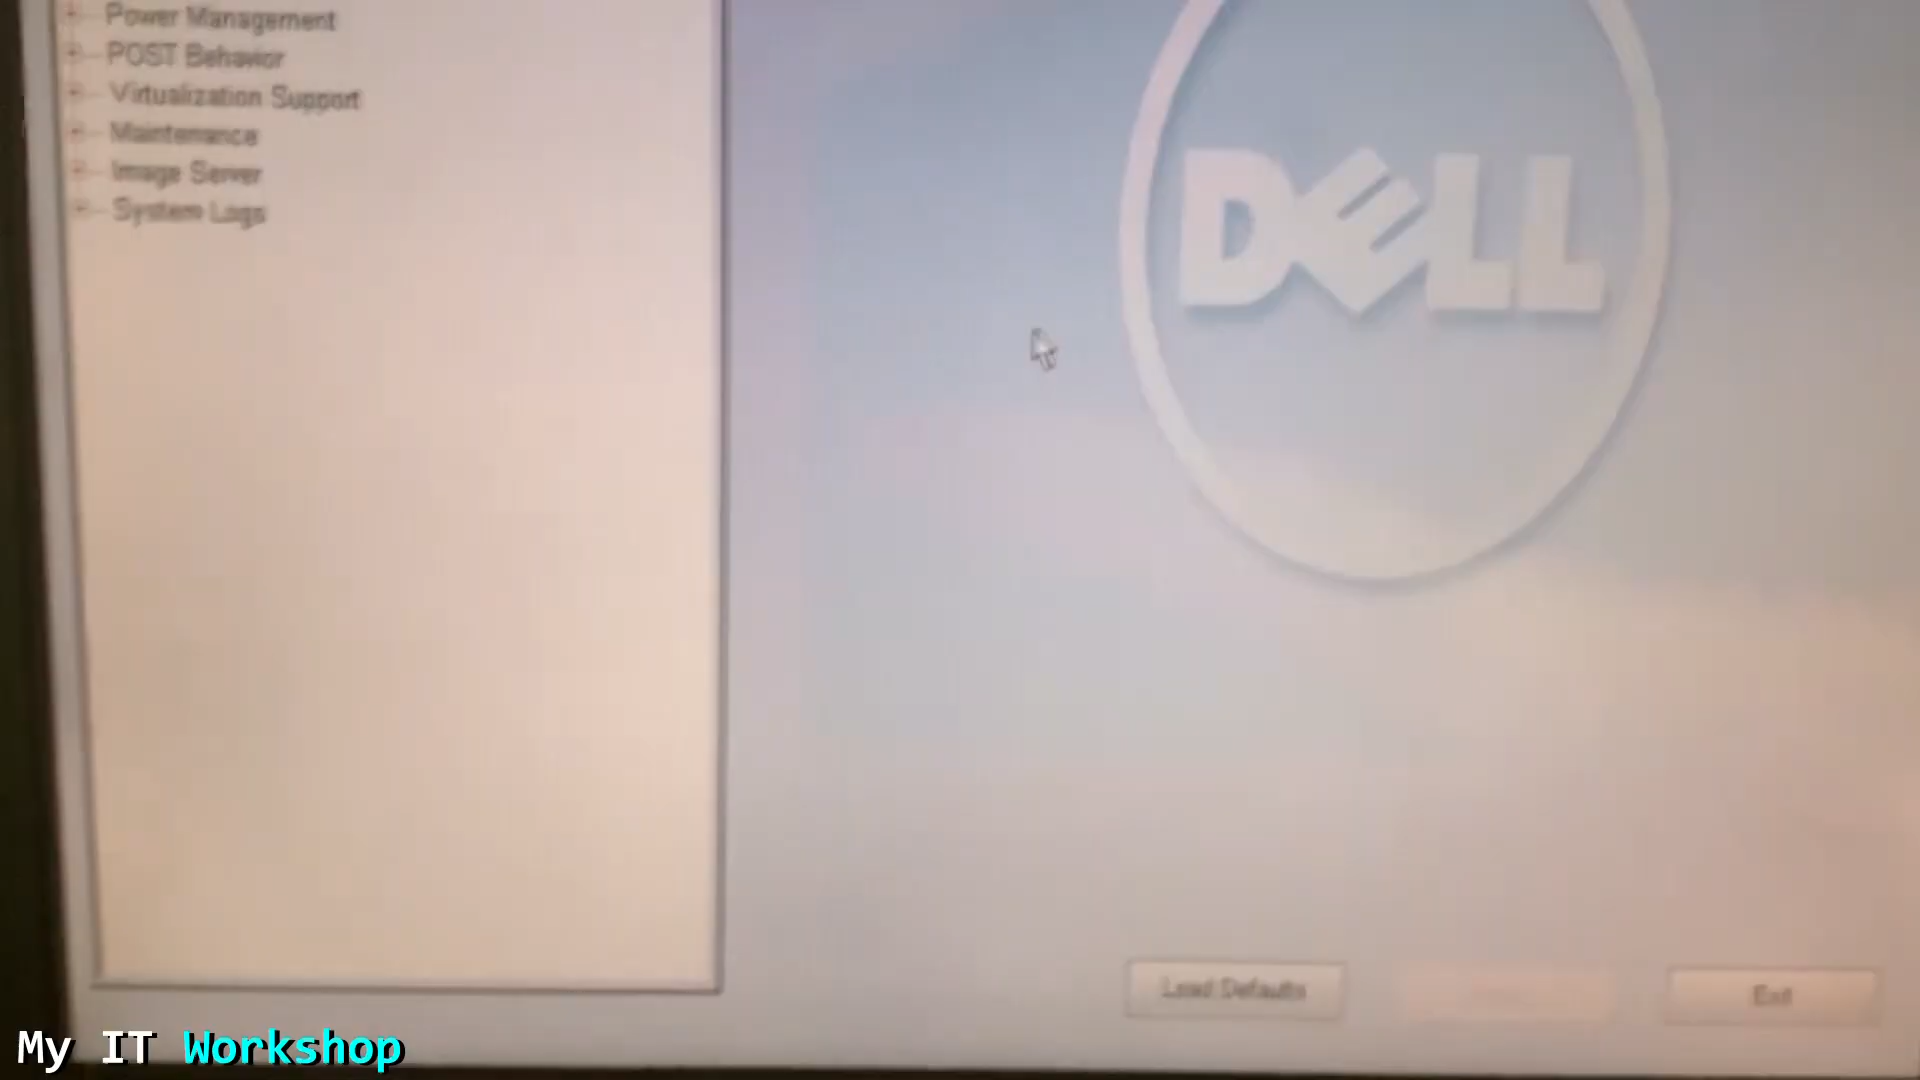 Power Management
POST Behavior
Virtualization Support
Maintenance
Image Server
System Logs
DELL
Load Defaults
Exit
My IT Workshop